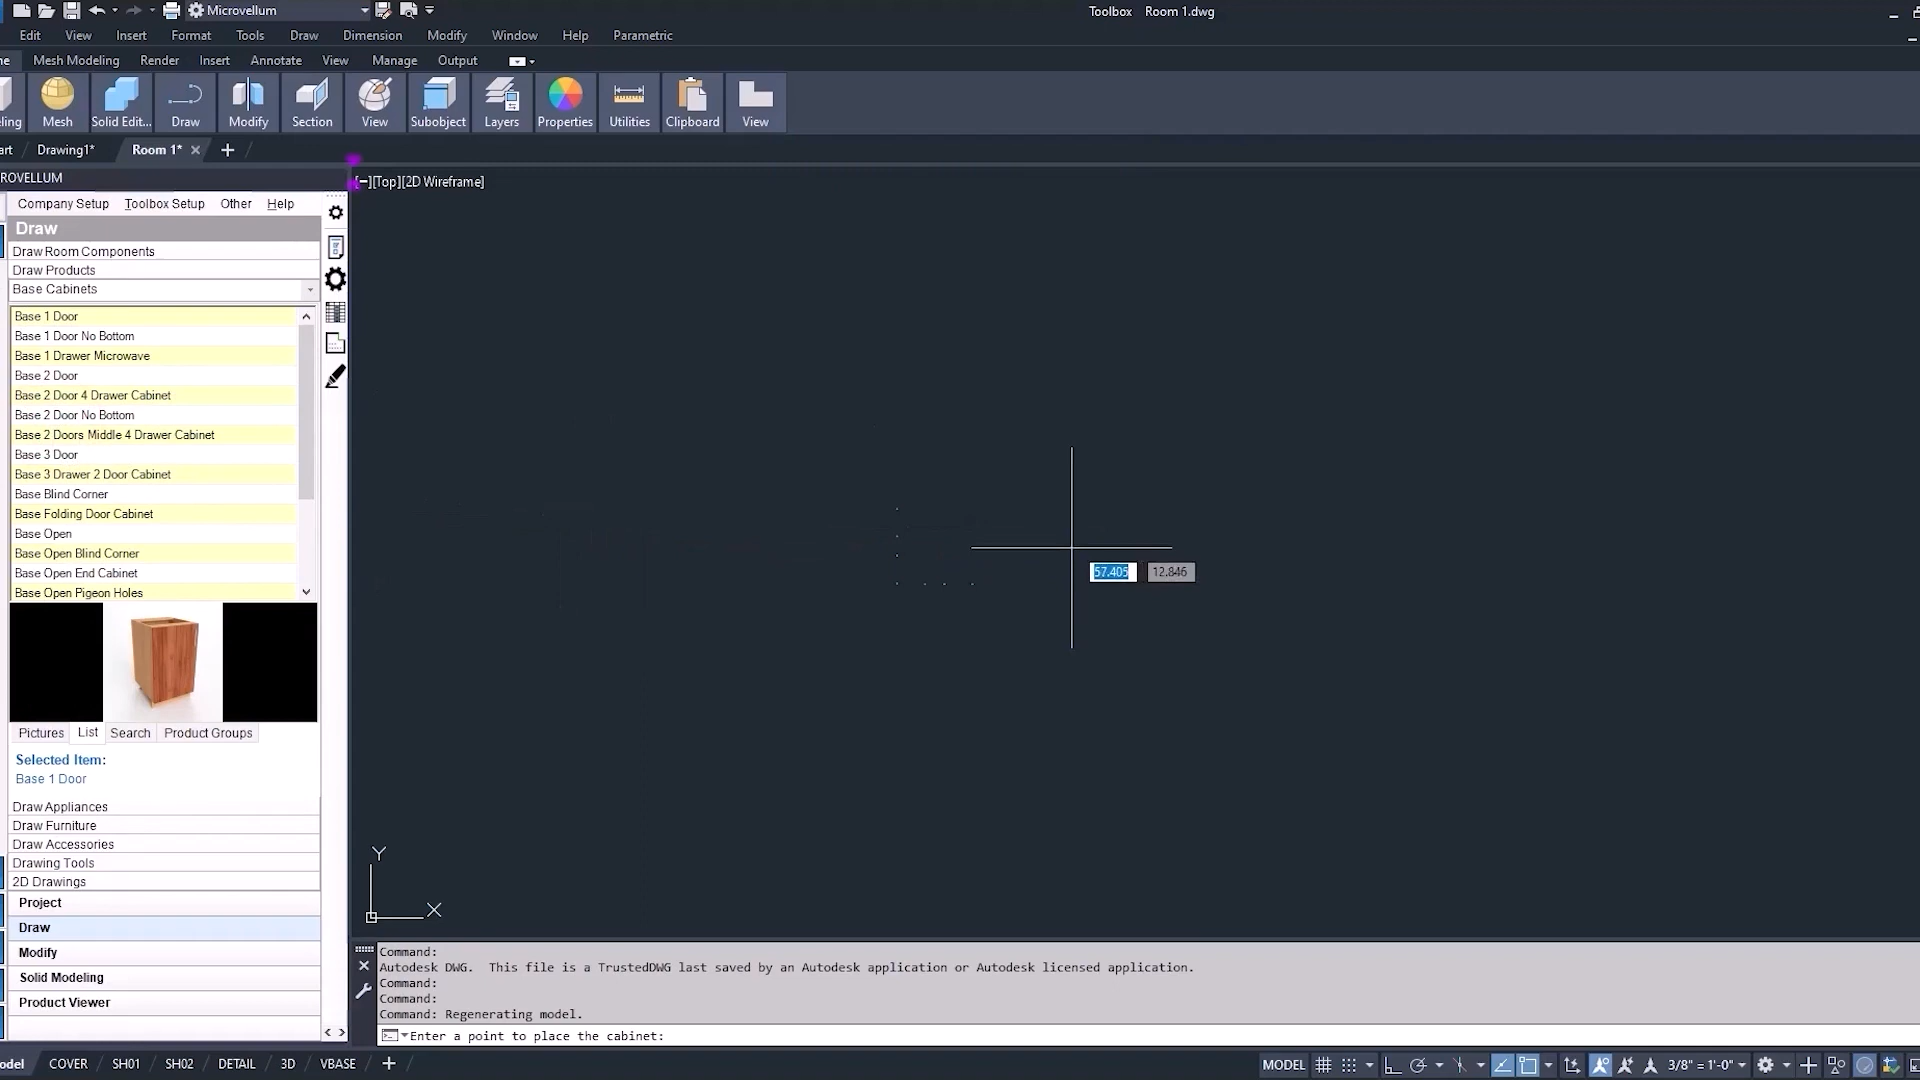 Microvellum
Toolbox Room 1.dwg
Edit View Insert Format Tools Draw Dimension Modify Window Help Parametric
Mesh Modeling Render Insert Annotate View Manage Output
Mesh Solid Edit... Draw Modify Section View Subobject Layers Properties Utilities Clipboard View
Drawing1* Room 1*
ROVELLUM
[−][Top][2D Wireframe]
Company Setup Toolbox Setup Other Help
Draw
Draw Room Components
Draw Products
Base Cabinets
Base 1 Door
Base 1 Door No Bottom
Base 1 Drawer Microwave
Base 2 Door
Base 2 Door 4 Drawer Cabinet
Base 2 Door No Bottom
Base 2 Doors Middle 4 Drawer Cabinet
Base 3 Door
Base 3 Drawer 2 Door Cabinet
Base Blind Corner
Base Folding Door Cabinet
Base Open
Base Open Blind Corner
Base Open End Cabinet
Base Open Pigeon Holes
57.405 12.846
Pictures List Search Product Groups
Selected Item:
Base 1 Door
Draw Appliances
Draw Furniture
Draw Accessories
Drawing Tools
2D Drawings
Project
Draw
Modify
Solid Modeling
Product Viewer
Y
X
Command:
Autodesk DWG. This file is a TrustedDWG last saved by an Autodesk application or Autodesk licensed application.
Command:
Command:
Command: Regenerating model.
Enter a point to place the cabinet:
odel COVER SH01 SH02 DETAIL 3D VBASE
MODEL 3/8" = 1'-0"